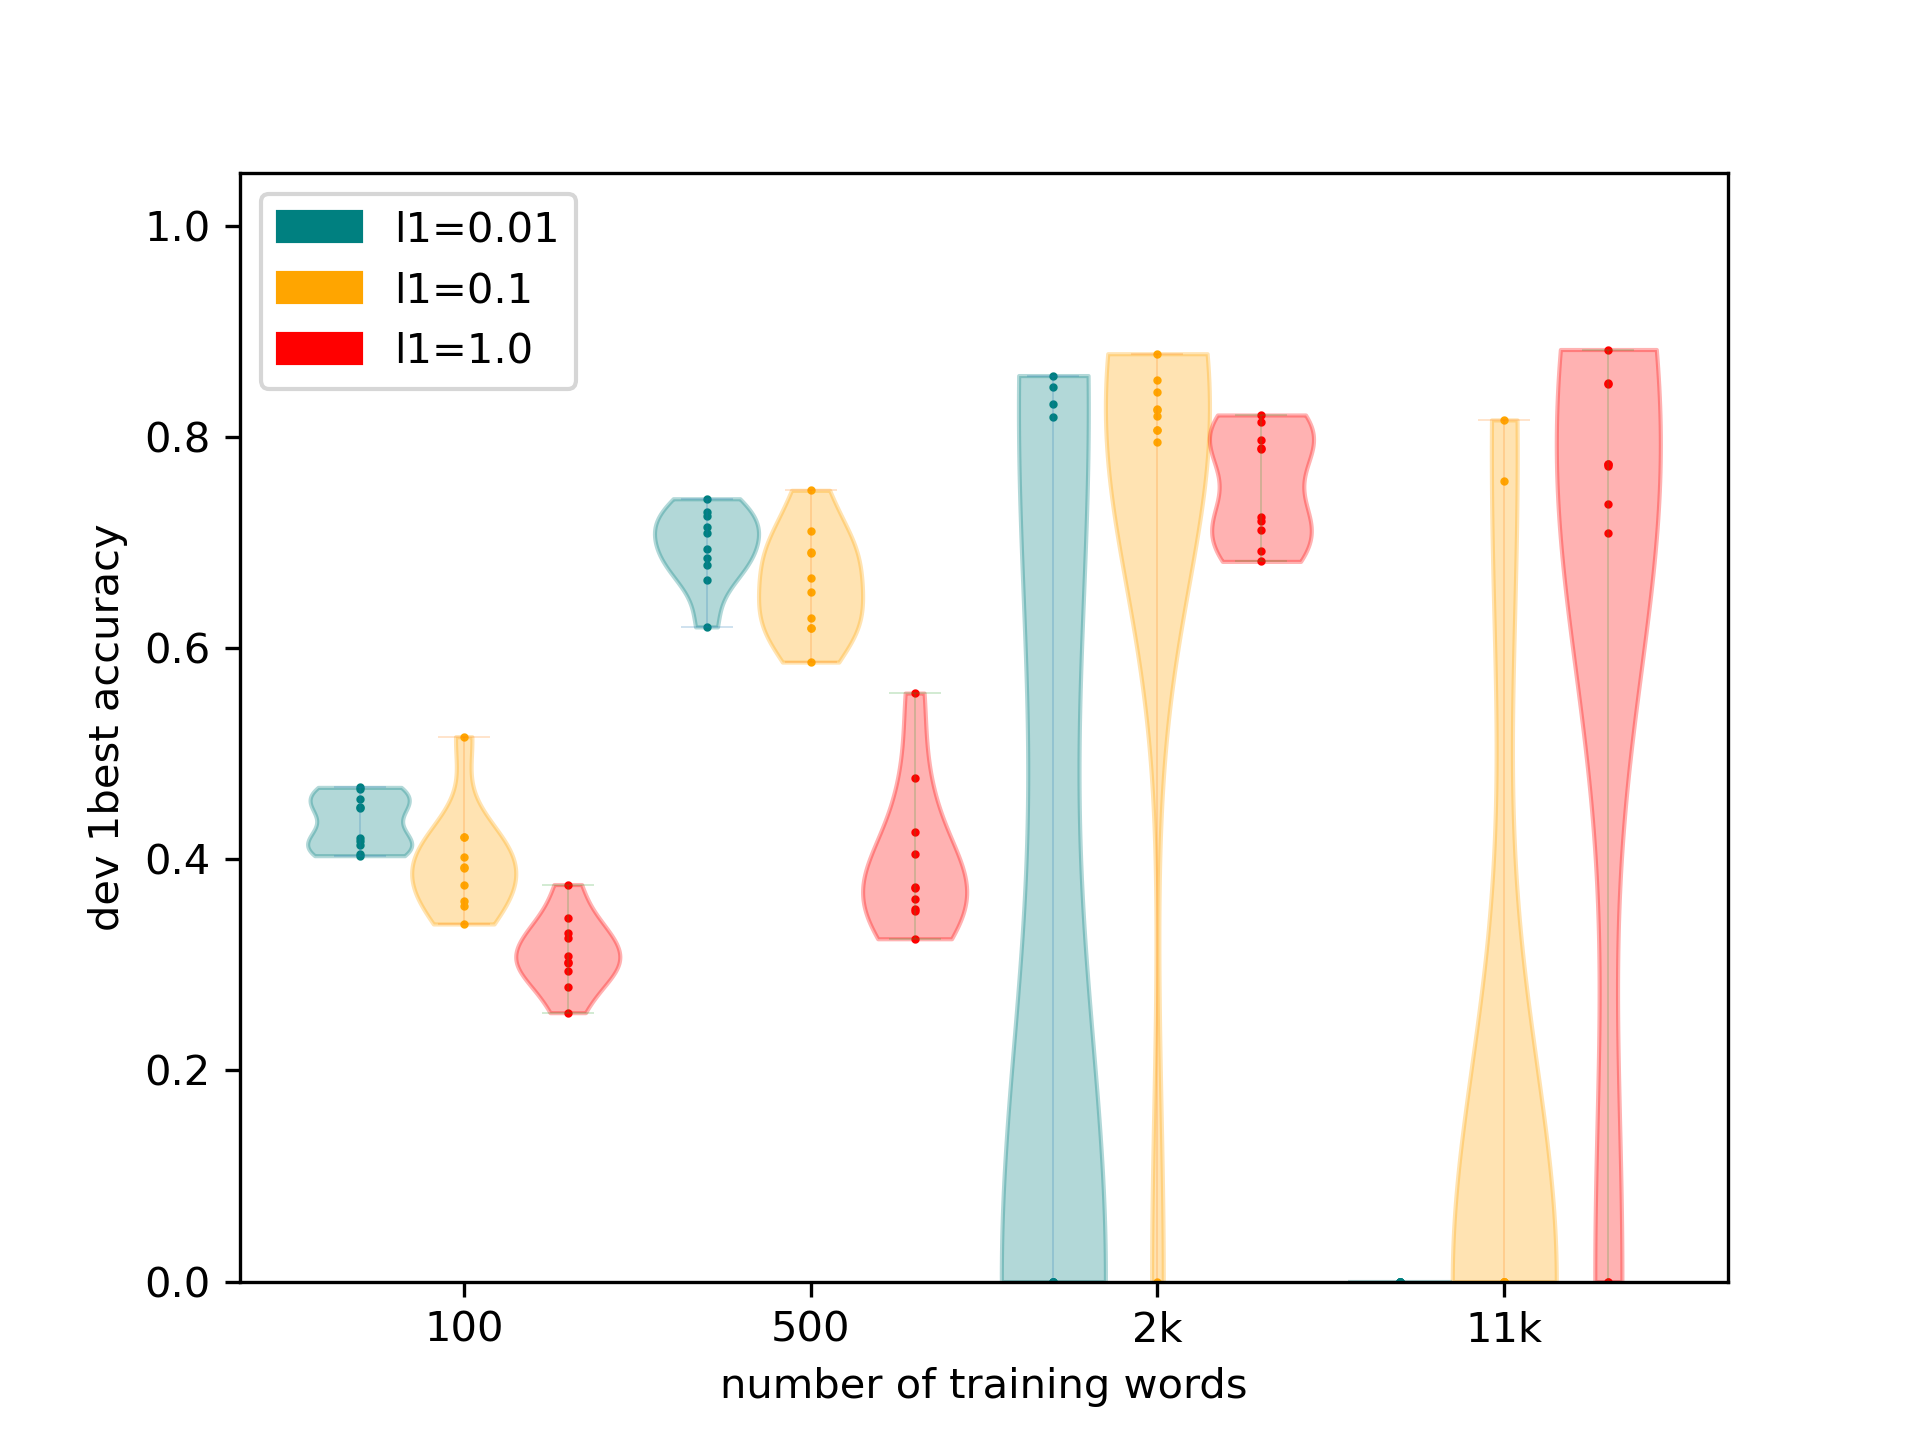 l1=0.01
l1=0.1
l1=1.0
1.0
0.8
0.6
0.4
0.2
0.0
dev 1best accuracy
100 500 2k 11k
number of training words